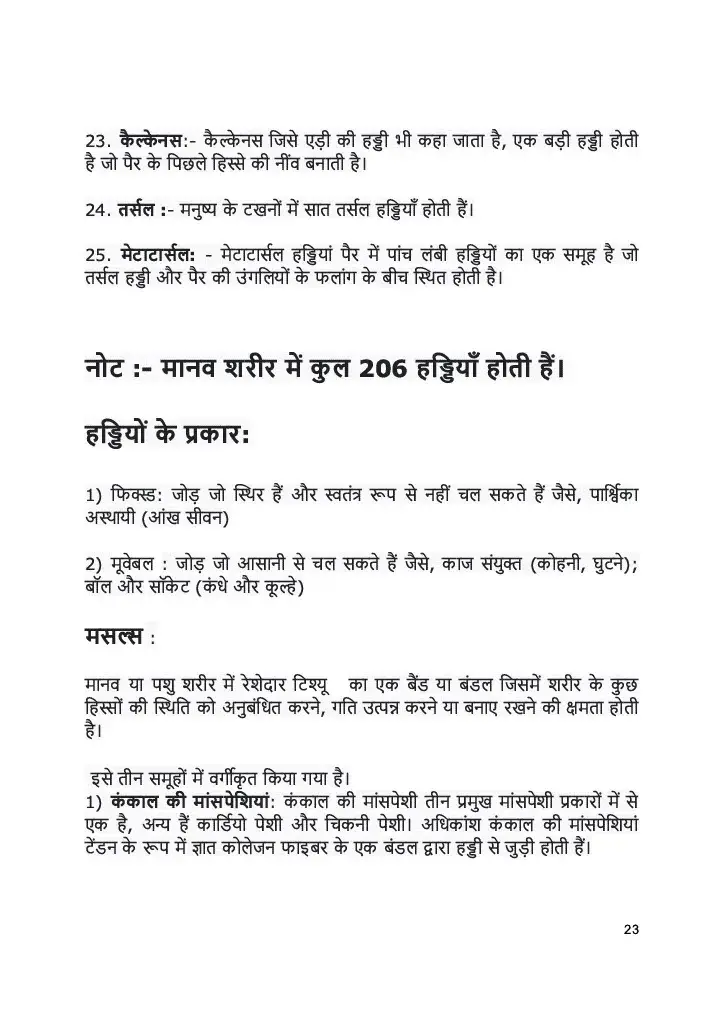 23. कैल्केनस:- कैल्केनस जिसे एड़ी की हड्डी भी कहा जाता है, एक बड़ी हड्डी होती
है जो पैर के पिछले हिस्से की नींव बनाती है।
24. तर्सल :- मनुष्य के टखनों में सात तर्सल हड्डियाँ होती हैं।
25. मेटाटार्सल: - मेटाटार्सल हड्डियां पैर में पांच लंबी हड्डियों का एक समूह है जो
तर्सल हड्डी और पैर की उंगलियों के फलांग के बीच स्थित होती है।
नोट :- मानव शरीर में कुल 206 हड्डियाँ होती हैं।
हड्डियों के प्रकार:
1) फिक्स्ड: जोड़ जो स्थिर हैं और स्वतंत्र रूप से नहीं चल सकते हैं जैसे, पार्श्विका
अस्थायी (आंख सीवन)
2) मूवेबल : जोड़ जो आसानी से चल सकते हैं जैसे, काज संयुक्त (कोहनी, घुटने);
बॉल और सॉकेट (कंधे और कूल्हे)
मसल्स :
मानव या पशु शरीर में रेशेदार टिश्यू का एक बैंड या बंडल जिसमें शरीर के कुछ
हिस्सों की स्थिति को अनुबंधित करने, गति उत्पन्न करने या बनाए रखने की क्षमता होती
है।
इसे तीन समूहों में वर्गीकृत किया गया है।
1) कंकाल की मांसपेशियां: कंकाल की मांसपेशी तीन प्रमुख मांसपेशी प्रकारों में से
एक है, अन्य हैं कार्डियो पेशी और चिकनी पेशी। अधिकांश कंकाल की मांसपेशियां
टेंडन के रूप में ज्ञात कोलेजन फाइबर के एक बंडल द्वारा हड्डी से जुड़ी होती हैं।
23